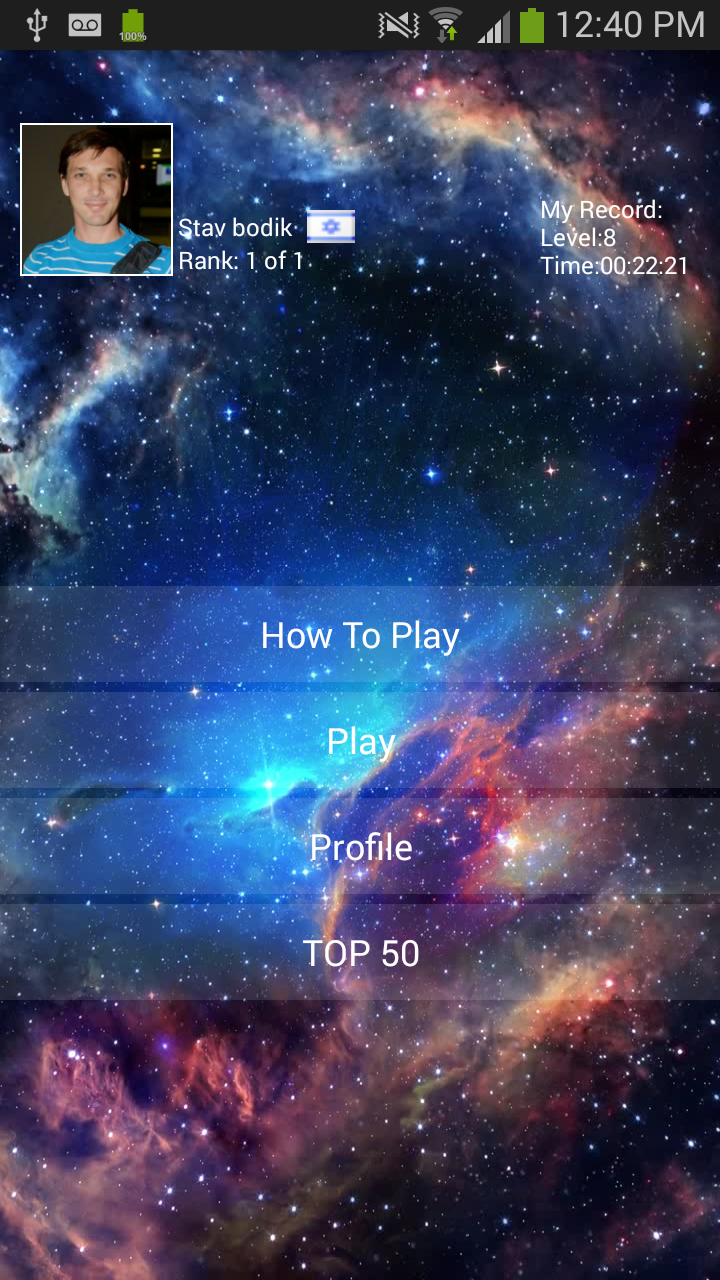 100%
12:40 PM
Stav bodik
Rank: 1 of 1
My Record:
Level:8
Time:00:22:21
How To Play
Play
Profile
TOP 50